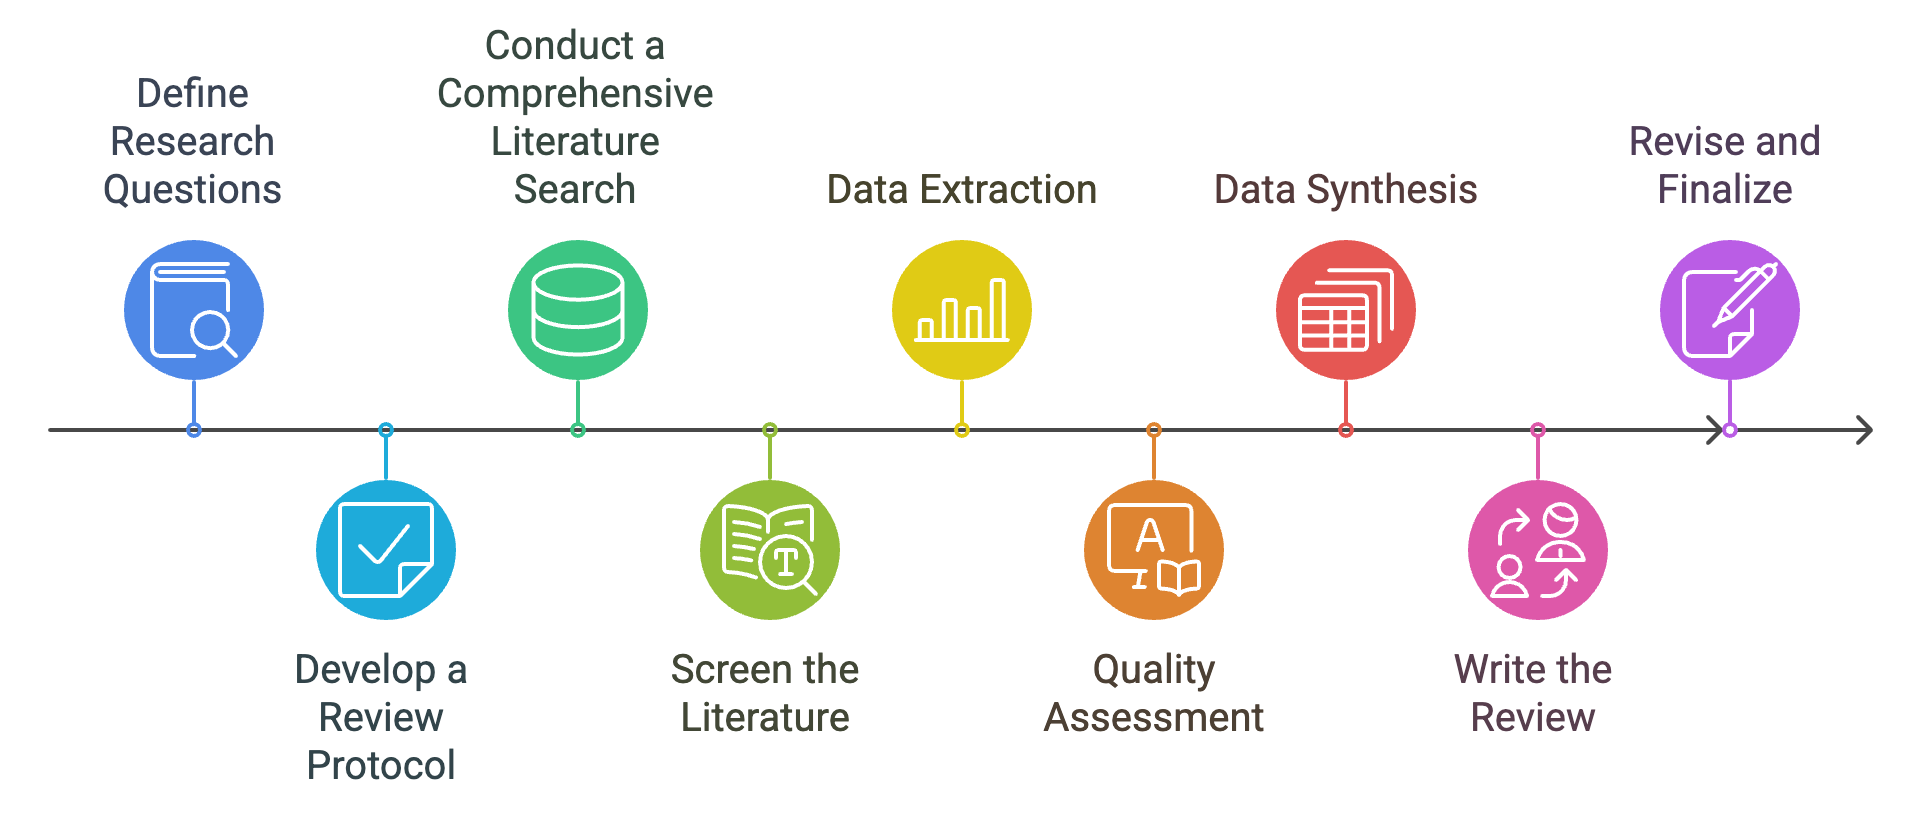 Define
Research
Questions
Develop a
Review
Protocol
Conduct a
Comprehensive
Literature
Search
T
Screen the
Literature
Data Extraction
A
Quality
Assessment
Data Synthesis
Write the
Review
Revise and
Finalize